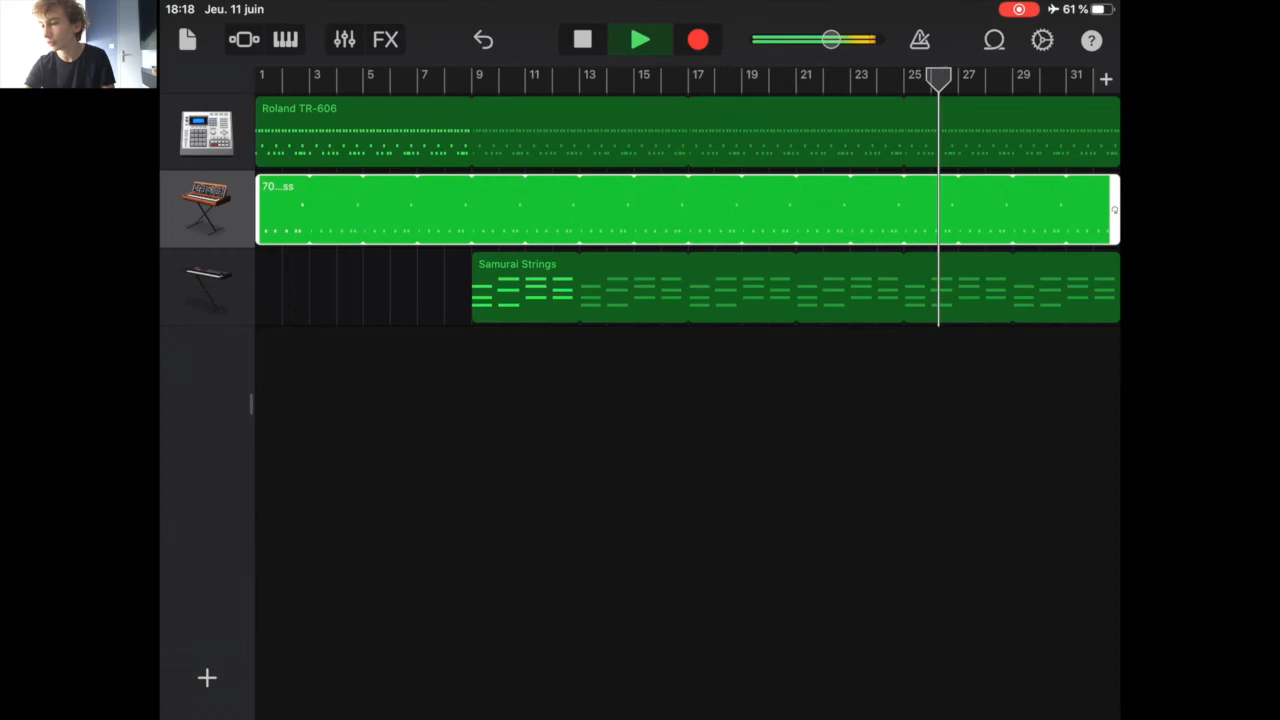 18:18 Jeu. 11 juin
61 %
FX
?
1 3 5 7 9 11 13 15 17 19 21 23 25 27 29 31 +
Roland TR-606
70...ss
Samurai Strings
+